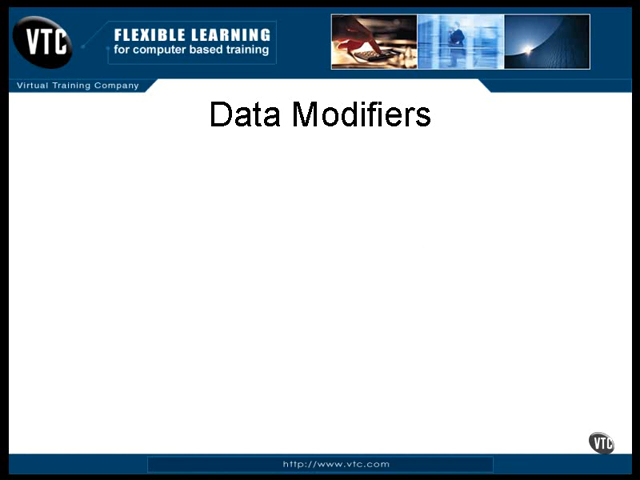 VTC
FLEXIBLE LEARNING
for computer based training
Virtual Training Company
Data Modifiers
VTC
http://www.vtc.com